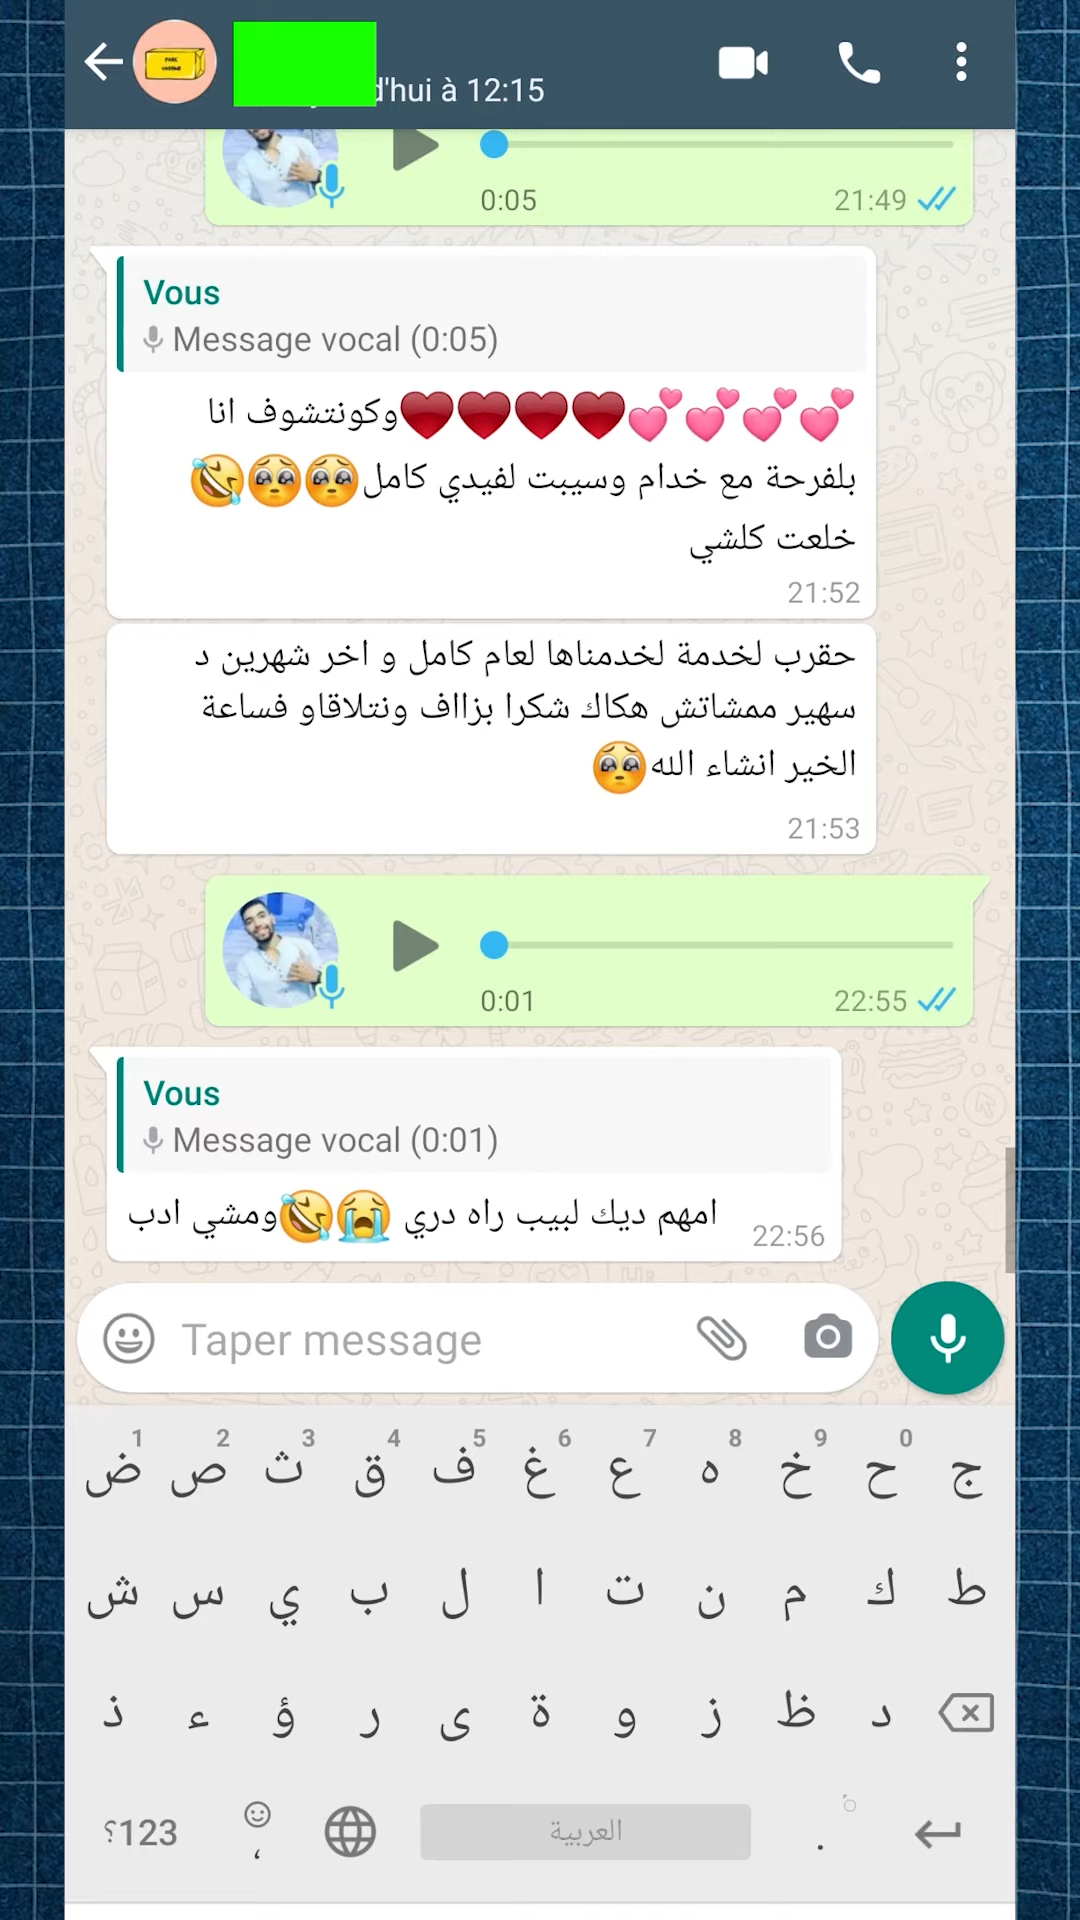 d'hui à 12:15
0:05 21:49
Vous
Message vocal (0:05)
💕💕💕💕❤️❤️❤️❤️وكونتشوف انا
بلفرحة مع خدام وسيبت لفيدي كامل🥺🥺🤣
خلعت كلشي
21:52
حقرب لخدمة لخدمناها لعام كامل و اخر شهرين د
سهير ممشاتش هكاك شكرا بزااف ونتلاقاو فساعة
الخير انشاء الله🥺
21:53
0:01 22:55
Vous
Message vocal (0:01)
امهم ديك لبيب راه دري 😭🤣ومشي ادب
22:56
Taper message
1 2 3 4 5 6 7 8 9 0
ض ص ث ق ف غ ع ه خ ح ج
ش س ي ب ل ا ت ن م ك ط
ذ ء ؤ ر ى ة و ز ظ د
؟123 ، العربية .